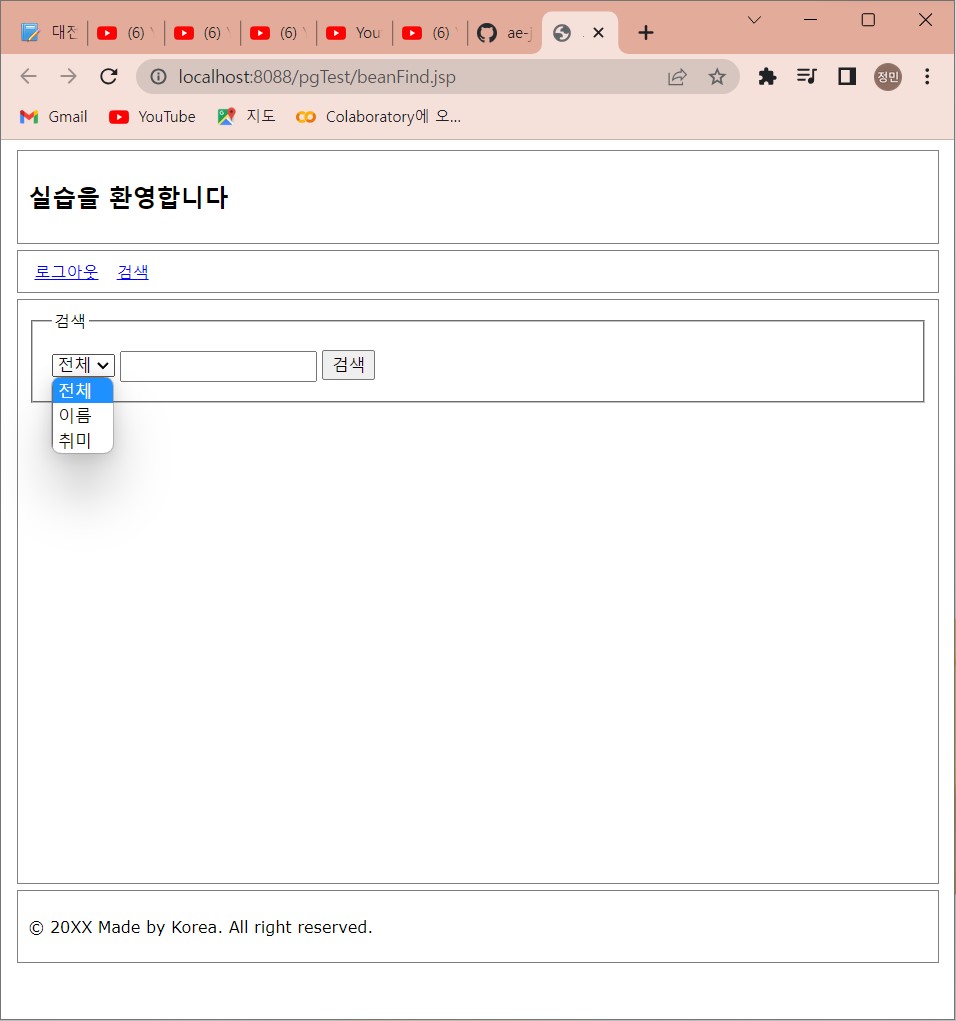 대전 (6) (6) (6) You (6) ae-j
localhost:8088/pgTest/beanFind.jsp 정민
Gmail YouTube 지도 Colaboratory에 오...
실습을 환영합니다
로그아웃 검색
검색
전체 검색
전체
이름
취미
© 20XX Made by Korea. All right reserved.